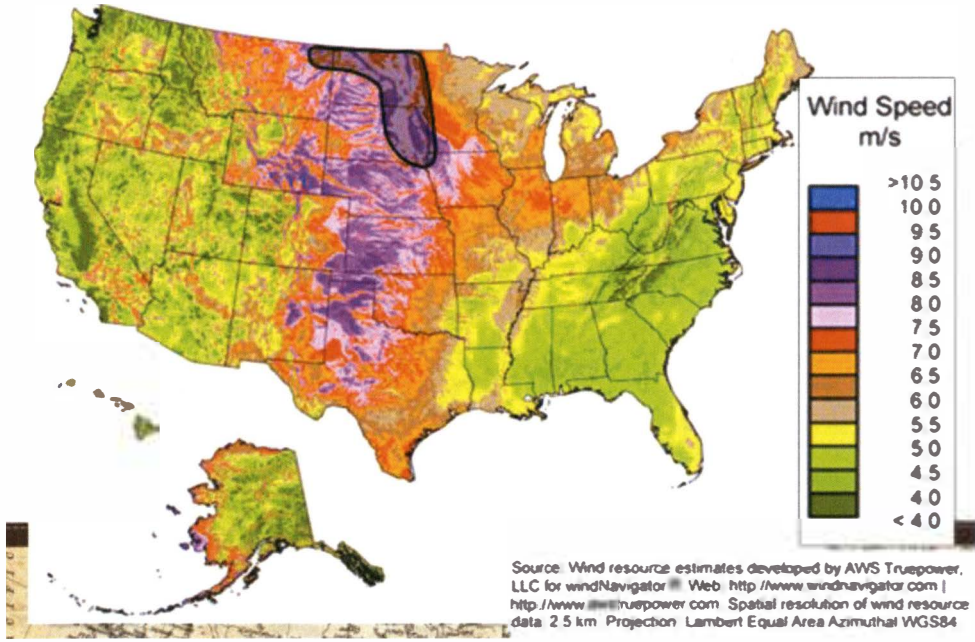 Wind Speed
m/s
>10 5
10 0
9 5
9 0
8 5
8 0
7 5
7 0
6 5
6 0
5 5
5 0
4 5
4 0
< 4 0
Source: Wind resource estimates developed by AWS Truepower,
LLC for windNavigator Web http://www.windnavigator.com |
http://www. truepower com Spatial resolution of wind resource
data 2 5 km Projection Lambert Equal Area Azimuthal WGS84